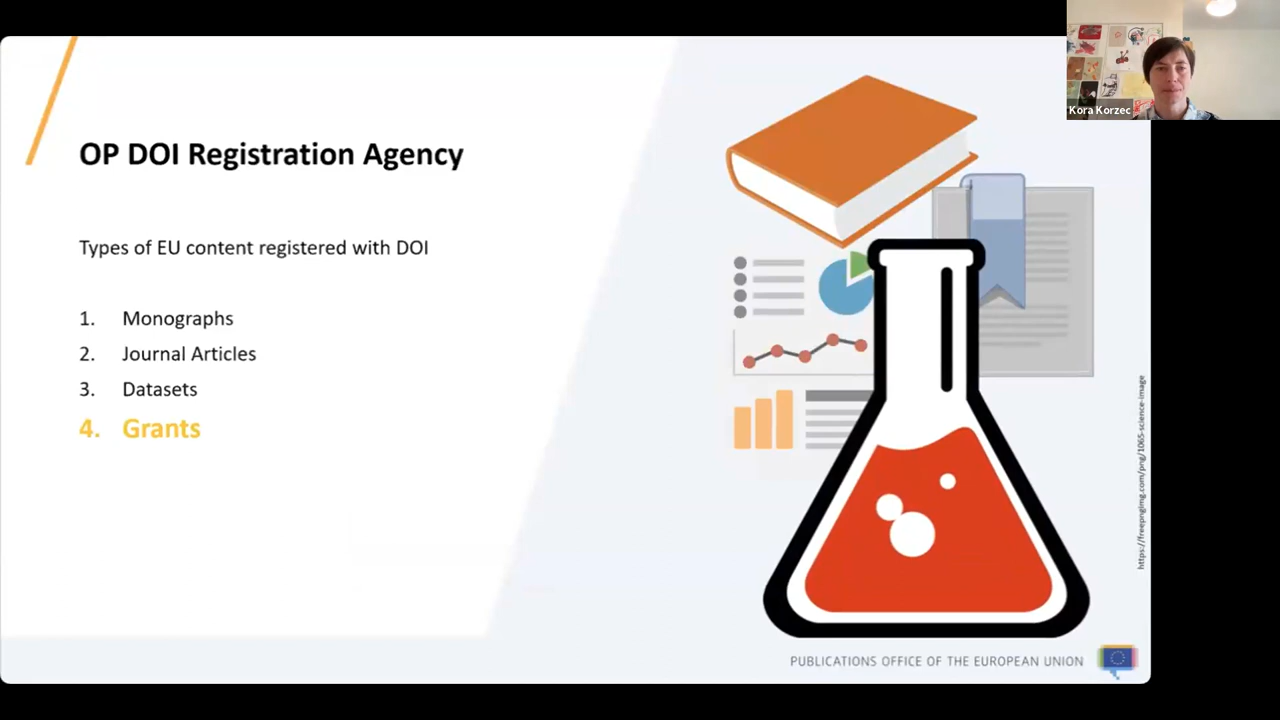 Kora Korzec
OP DOI Registration Agency
Types of EU content registered with DOI
1. Monographs
2. Journal Articles
3. Datasets
4. Grants
https://freepngimg.com/png/1065-science-image
PUBLICATIONS OFFICE OF THE EUROPEAN UNION